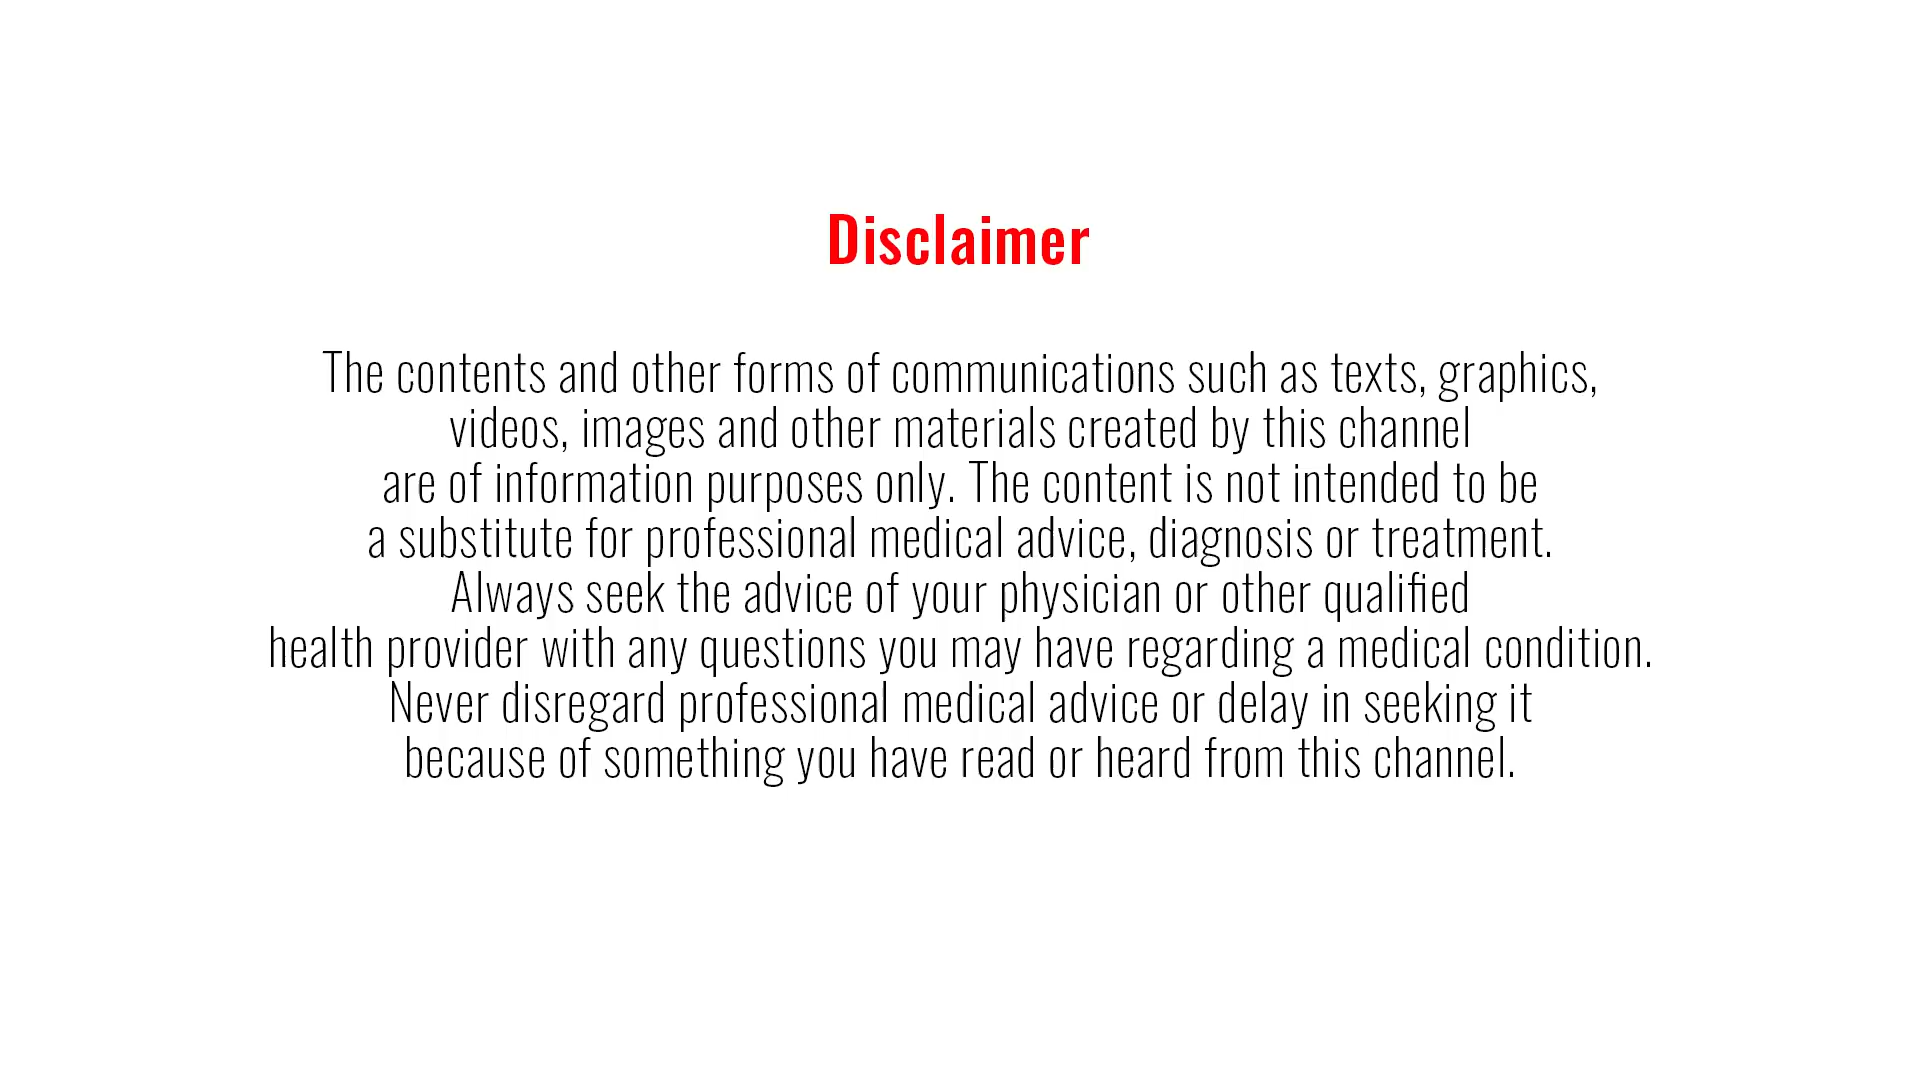 Disclaimer
The contents and other forms of communications such as texts, graphics,
videos, images and other materials created by this channel
are of information purposes only. The content is not intended to be
a substitute for professional medical advice, diagnosis or treatment.
Always seek the advice of your physician or other qualified
health provider with any questions you may have regarding a medical condition.
Never disregard professional medical advice or delay in seeking it
because of something you have read or heard from this channel.